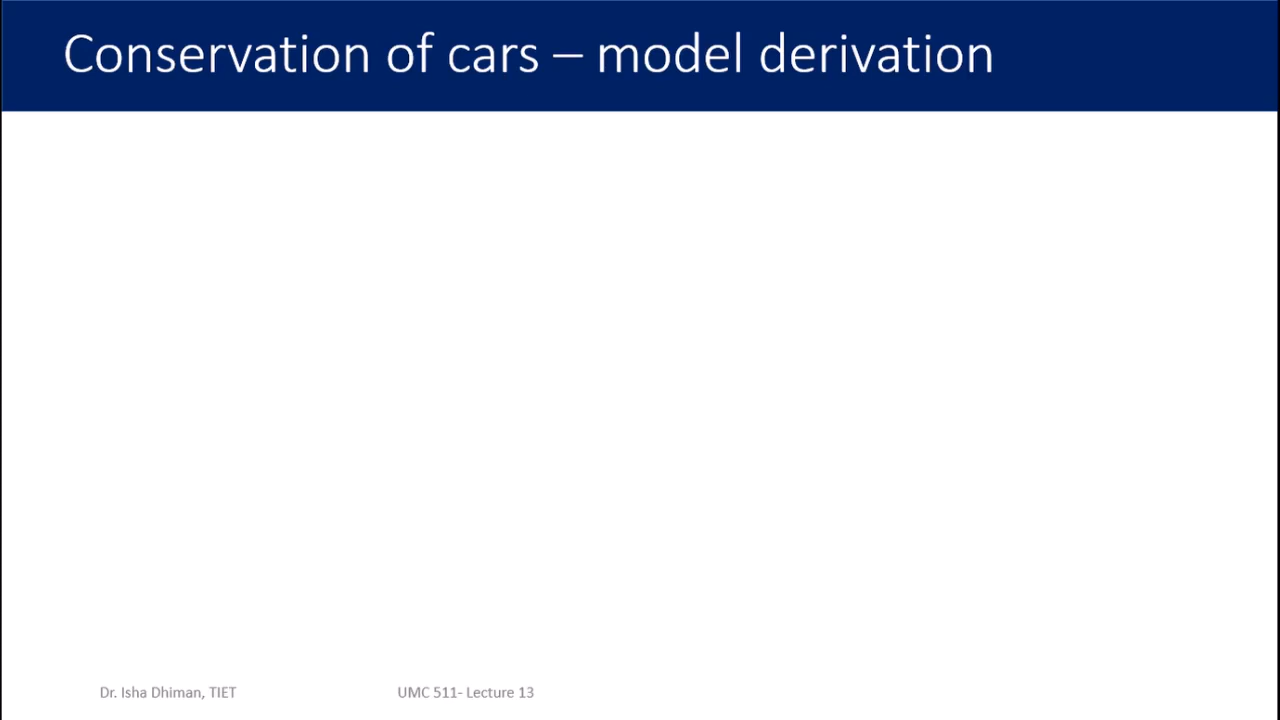 Conservation of cars – model derivation
Dr. Isha Dhiman, TIET
UMC 511- Lecture 13